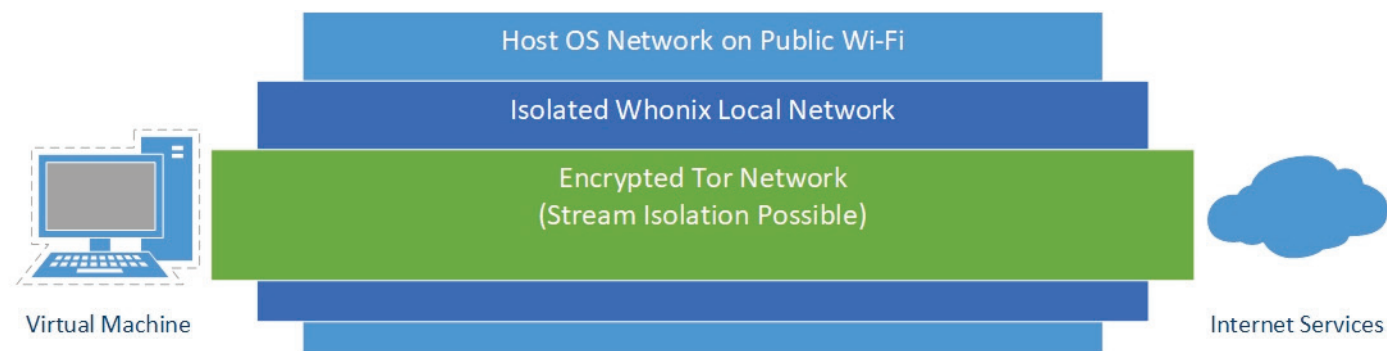 Host OS Network on Public Wi-Fi
Isolated Whonix Local Network
Encrypted Tor Network
(Stream Isolation Possible)
Virtual Machine
Internet Services